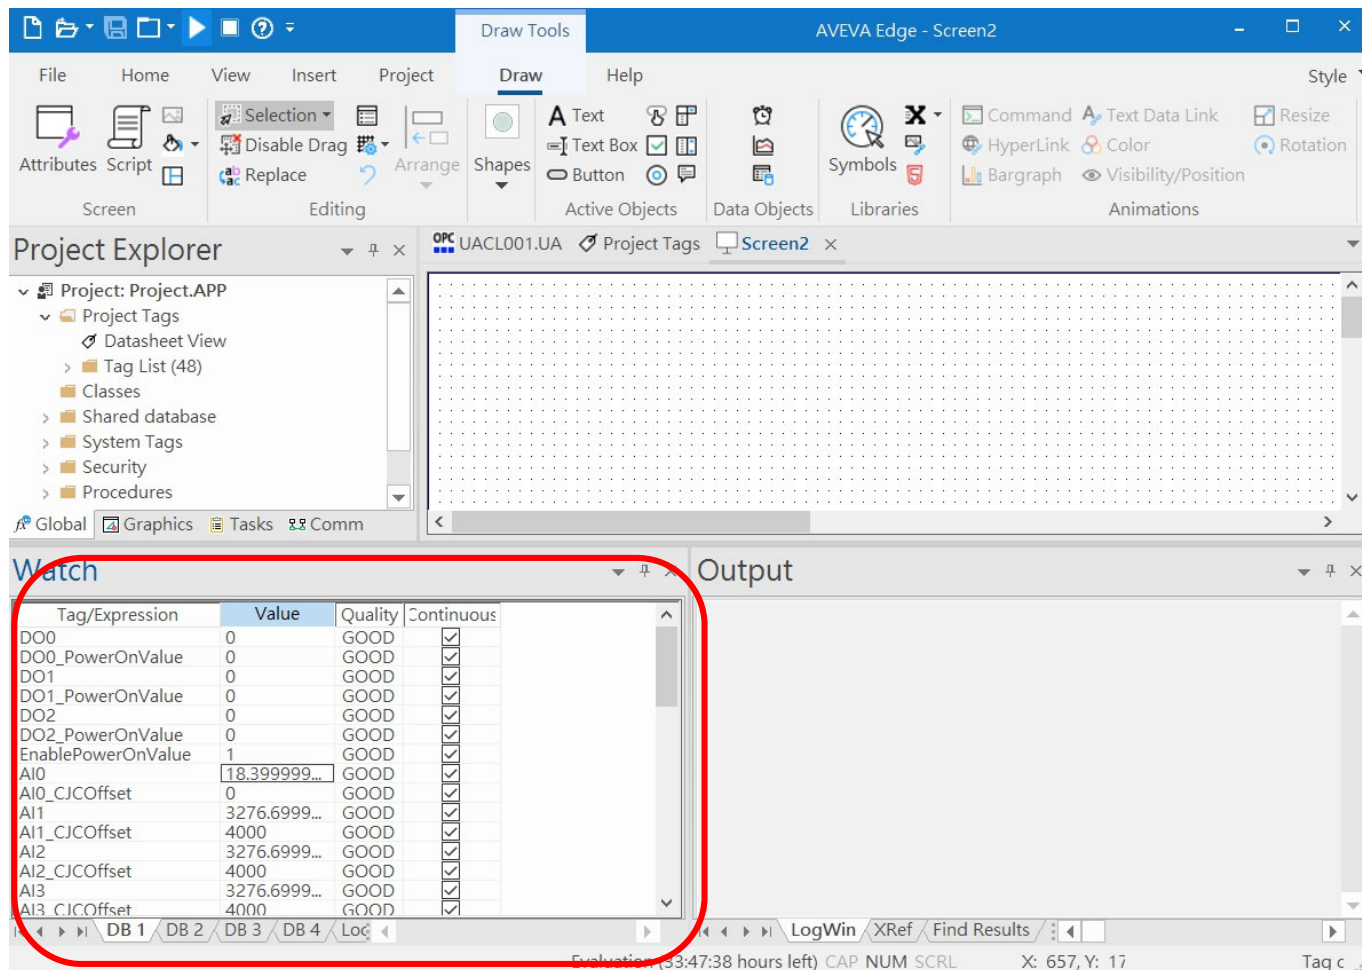 Draw Tools
AVEVA Edge - Screen2
File Home View Insert Project Draw Help Style
Selection Text Command Text Data Link Resize
Disable Drag Text Box HyperLink Color Rotation
Attributes Script Replace Arrange Shapes Button Symbols Bargraph Visibility/Position
Screen Editing Active Objects Data Objects Libraries Animations
Project Explorer
OPC UACL001.UA Project Tags Screen2
Project: Project.APP
Project Tags
Datasheet View
Tag List (48)
Classes
Shared database
System Tags
Security
Procedures
Global Graphics Tasks Comm
Watch
Tag/Expression Value Quality Continuous
DO0 0 GOOD
DO0_PowerOnValue 0 GOOD
DO1 0 GOOD
DO1_PowerOnValue 0 GOOD
DO2 0 GOOD
DO2_PowerOnValue 0 GOOD
EnablePowerOnValue 1 GOOD
AI0 18.399999... GOOD
AI0_CJCOffset 0 GOOD
AI1 3276.6999... GOOD
AI1_CJCOffset 4000 GOOD
AI2 3276.6999... GOOD
AI2_CJCOffset 4000 GOOD
AI3 3276.6999... GOOD
AI3_CJCOffset 4000 GOOD
DB 1 DB 2 DB 3 DB 4 Loc
Output
LogWin XRef Find Results
Evaluation (33:47:38 hours left) CAP NUM SCRL X: 657, Y: 17 Tag c